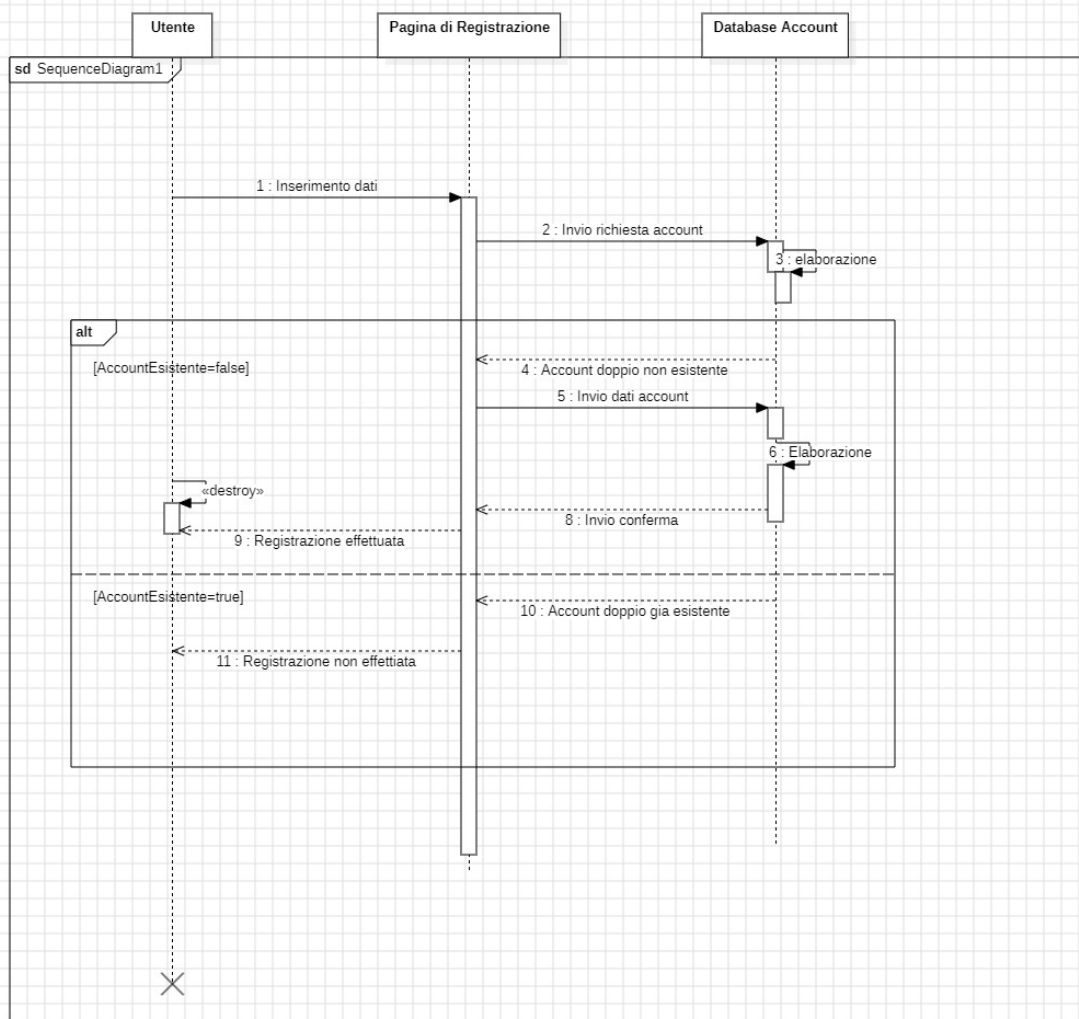 Utente
Pagina di Registrazione
Database Account
sd SequenceDiagram1
1 : Inserimento dati
2 : Invio richiesta account
3 : elaborazione
alt
[AccountEsistente=false]
4 : Account doppio non esistente
5 : Invio dati account
6 : Elaborazione
«destroy»
8 : Invio conferma
9 : Registrazione effettuata
[AccountEsistente=true]
10 : Account doppio gia esistente
11 : Registrazione non effettiata